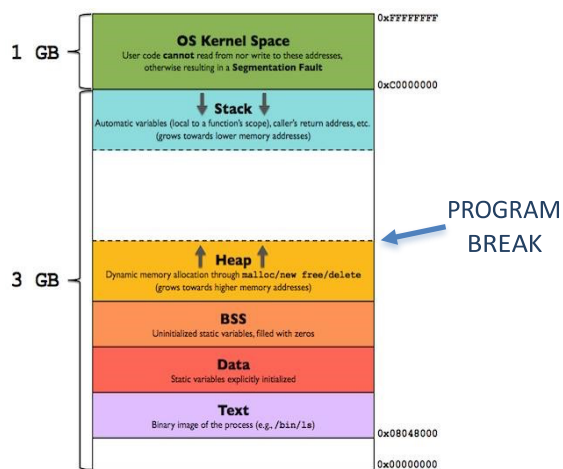 0xFFFFFFFF
1 GB
OS Kernel Space
User code cannot read from nor write to these addresses,
otherwise resulting in a Segmentation Fault
0xC0000000
Stack
Automatic variables (local to a function's scope), caller's return address, etc.
(grows towards lower memory addresses)
PROGRAM
BREAK
3 GB
Heap
Dynamic memory allocation through malloc/new free/delete
(grows towards higher memory addresses)
BSS
Uninitialized static variables, filled with zeros
Data
Static variables explicitly initialized
Text
Binary image of the process (e.g., /bin/ls)
0x08048000
0x00000000